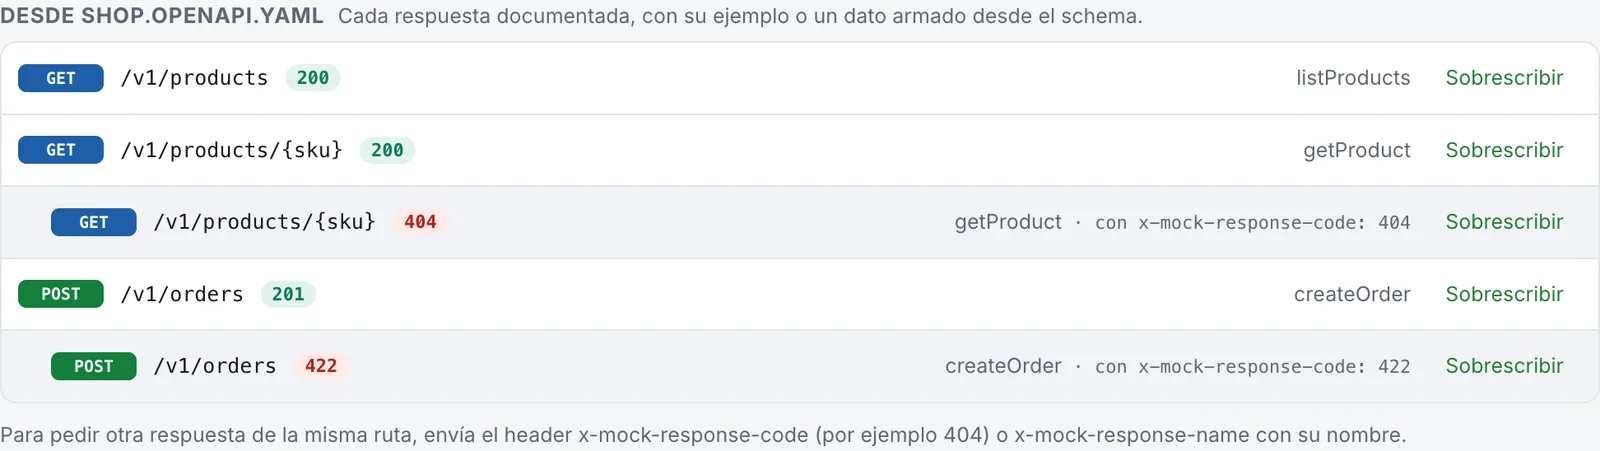 DESDE SHOP.OPENAPI.YAML Cada respuesta documentada, con su ejemplo o un dato armado desde el schema.
GET /v1/products 200 listProducts Sobrescribir
GET /v1/products/{sku} 200 getProduct Sobrescribir
GET /v1/products/{sku} 404 getProduct · con x-mock-response-code: 404 Sobrescribir
POST /v1/orders 201 createOrder Sobrescribir
POST /v1/orders 422 createOrder · con x-mock-response-code: 422 Sobrescribir
Para pedir otra respuesta de la misma ruta, envía el header x-mock-response-code (por ejemplo 404) o x-mock-response-name con su nombre.